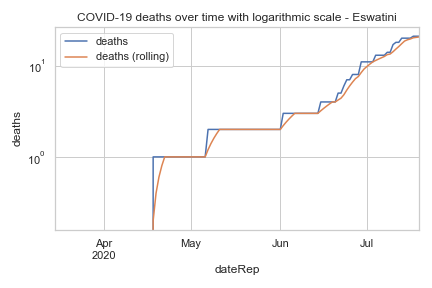 COVID-19 deaths over time with logarithmic scale - Eswatini
deaths
deaths (rolling)
10¹
10⁰
deaths
Apr
2020
May
Jun
Jul
dateRep